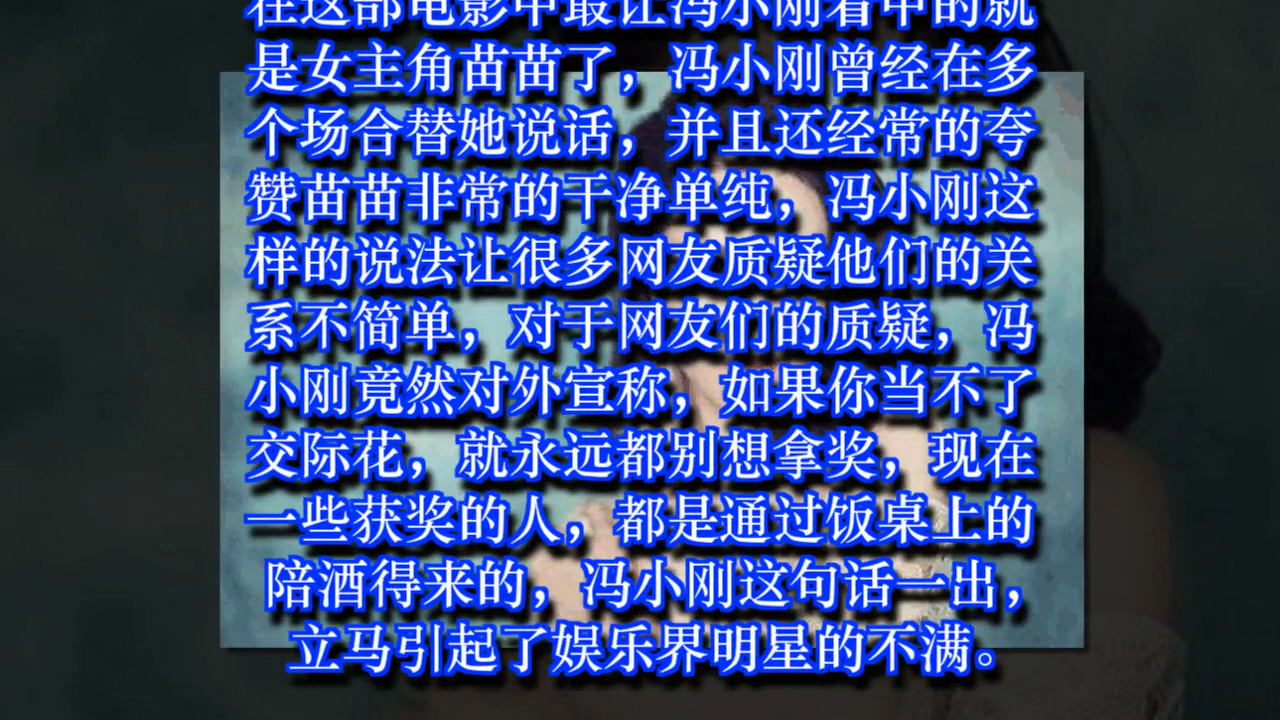 在这部电影中最让冯小刚看中的就
是女主角苗苗了，冯小刚曾经在多
个场合替她说话，并且还经常的夸
赞苗苗非常的干净单纯，冯小刚这
样的说法让很多网友质疑他们的关
系不简单，对于网友们的质疑，冯
小刚竟然对外宣称，如果你当不了
交际花，就永远都别想拿奖，现在
一些获奖的人，都是通过饭桌上的
陪酒得来的，冯小刚这句话一出，
立马引起了娱乐界明星的不满。